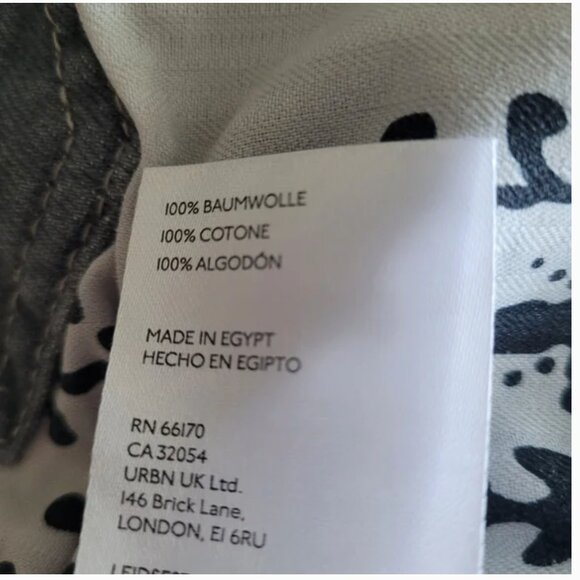 100% BAUMWOLLE
100% COTONE
100% ALGODÓN
MADE IN EGYPT
HECHO EN EGIPTO
RN 66170
CA 32054
URBN UK Ltd.
146 Brick Lane,
LONDON, E1 6RU